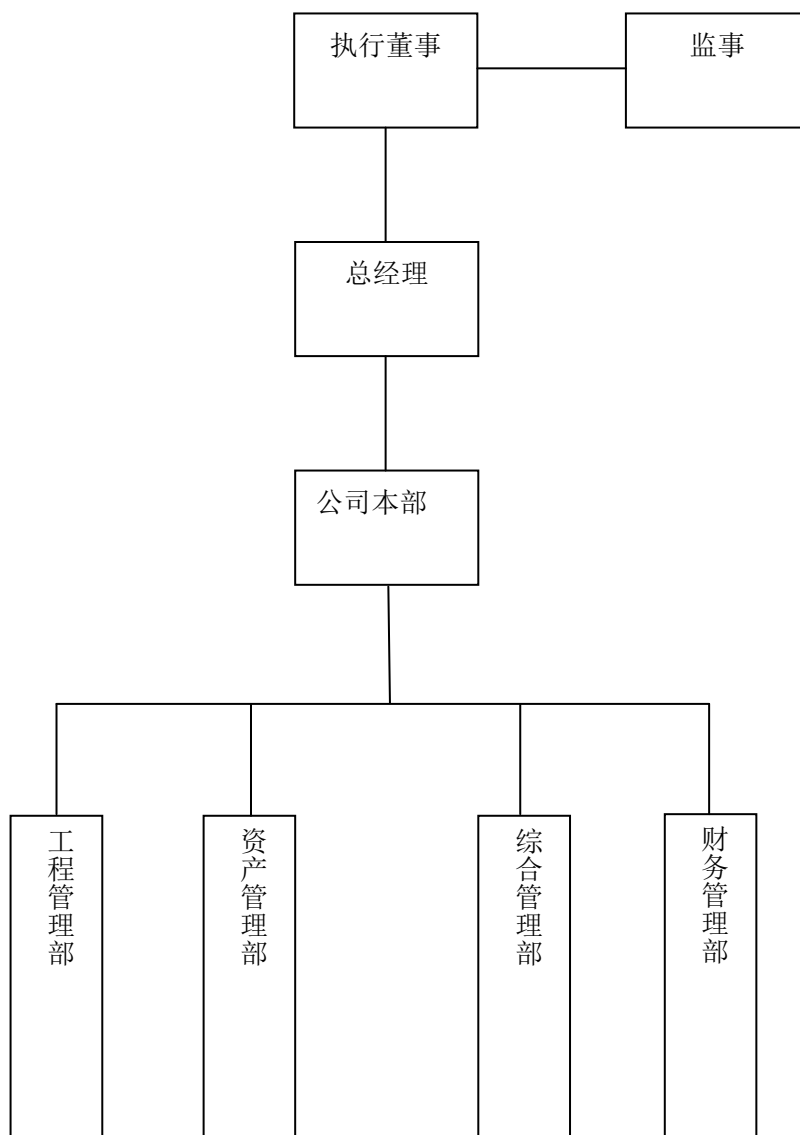 执行董事
监事
总经理
公司本部
工程管理部
资产管理部
综合管理部
财务管理部